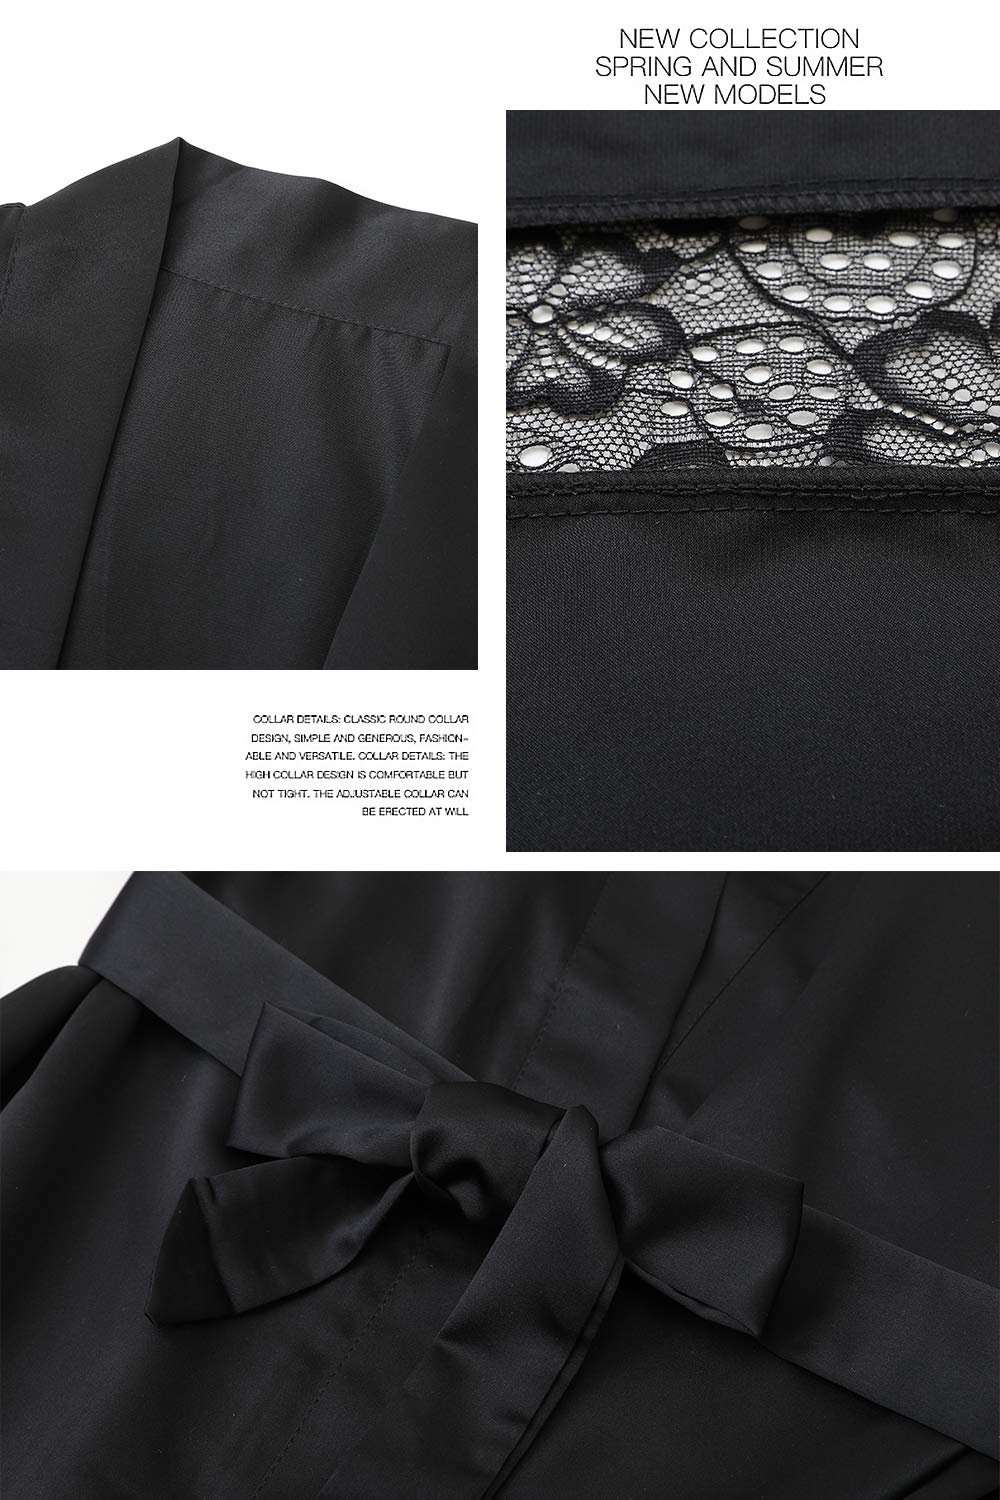 NEW COLLECTION
SPRING AND SUMMER
NEW MODELS
COLLAR DETAILS: CLASSIC ROUND COLLAR
DESIGN, SIMPLE AND GENEROUS, FASHION-
ABLE AND VERSATILE. COLLAR DETAILS: THE
HIGH COLLAR DESIGN IS COMFORTABLE BUT
NOT TIGHT. THE ADJUSTABLE COLLAR CAN
BE ERECTED AT WILL